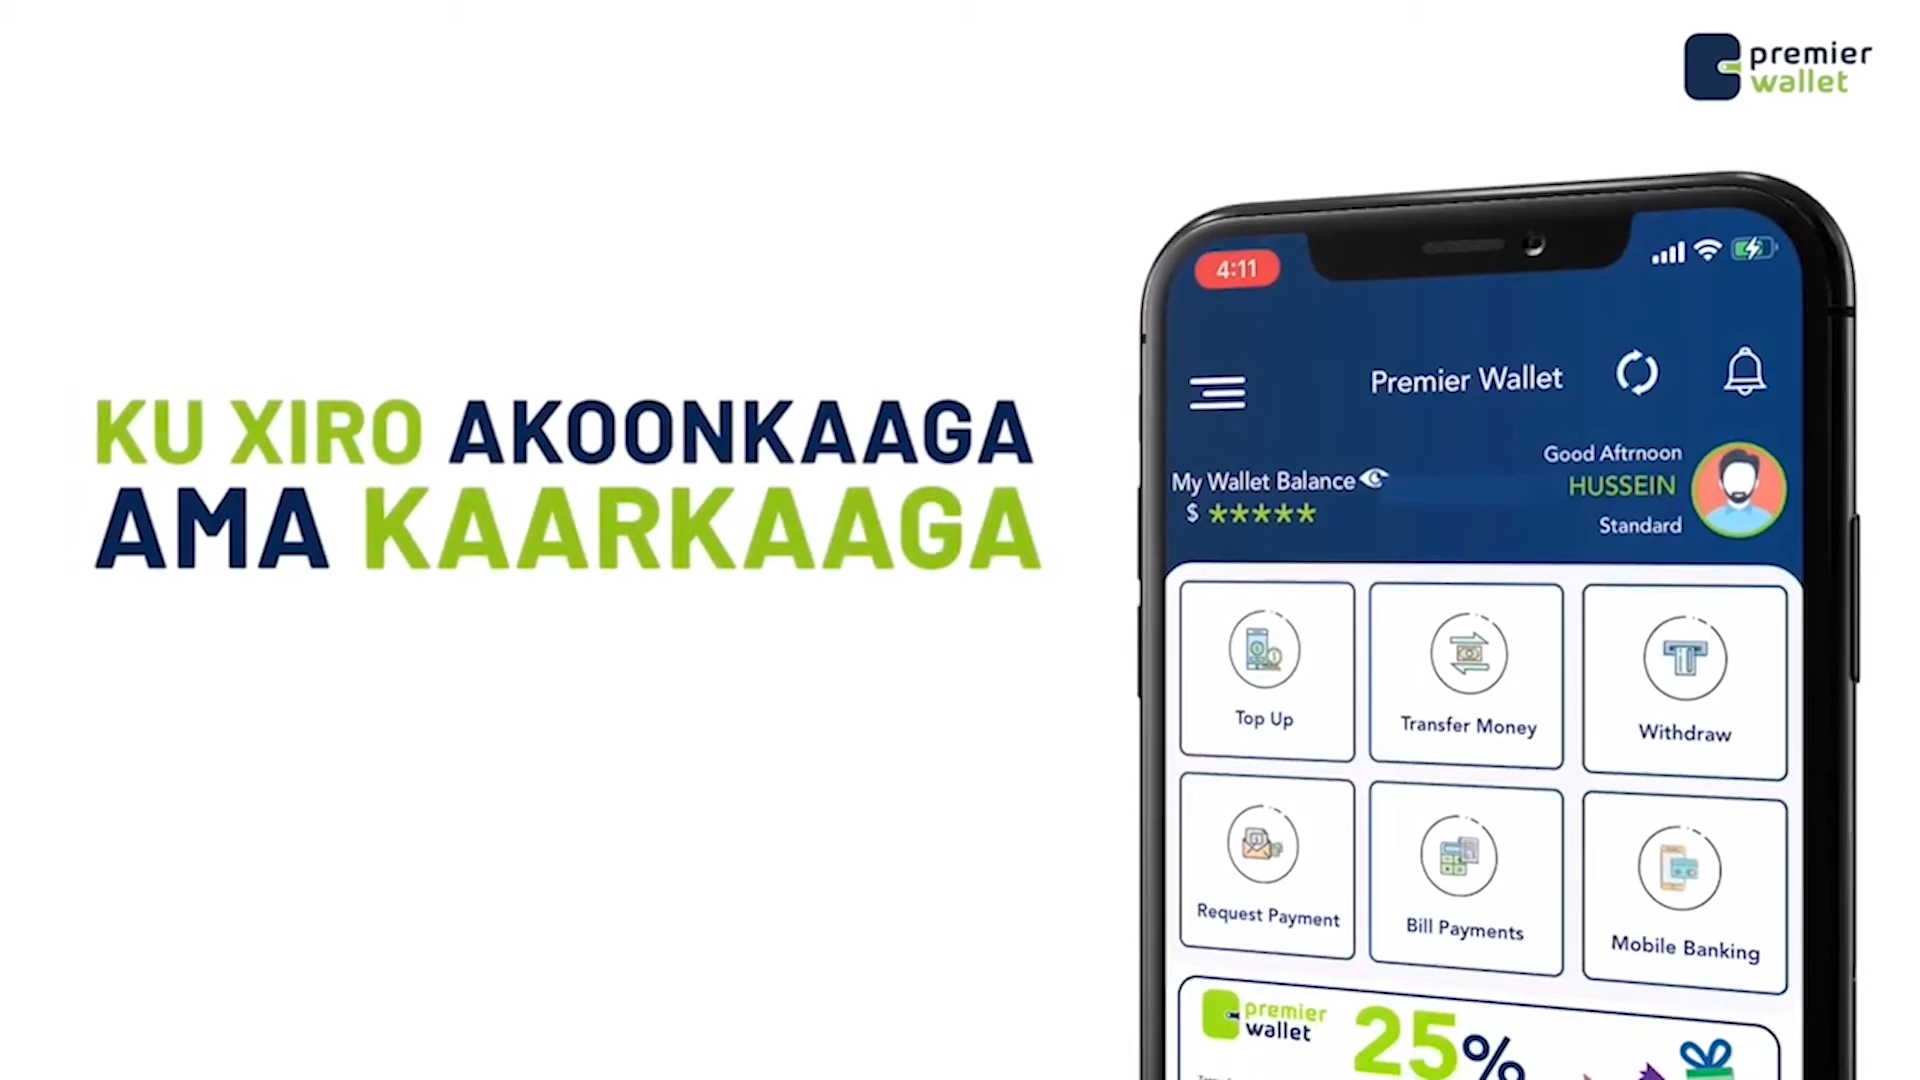 premier
wallet
KU XIRO AKOONKAAGA
AMA KAARKAAGA
4:11
Premier Wallet
Good Aftrnoon
HUSSEIN
Standard
My Wallet Balance
$ *****
Top Up
Transfer Money
Withdraw
Request Payment
Bill Payments
Mobile Banking
premier
wallet
25%